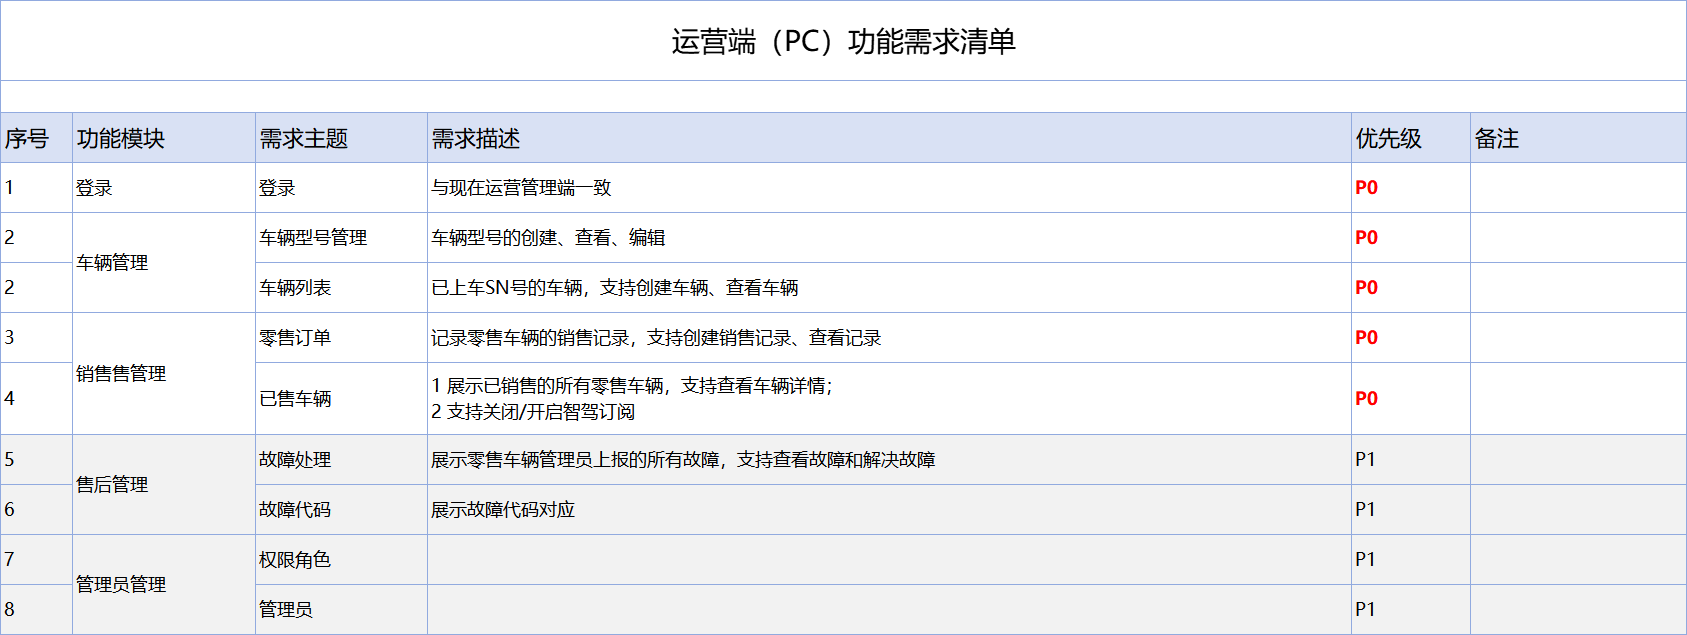 运营端（PC）功能需求清单
序号 功能模块 需求主题 需求描述 优先级 备注
1 登录 登录 与现在运营管理端一致 P0
2 车辆管理 车辆型号管理 车辆型号的创建、查看、编辑 P0
2 车辆列表 已上车SN号的车辆，支持创建车辆、查看车辆 P0
3 销售售管理 零售订单 记录零售车辆的销售记录，支持创建销售记录、查看记录 P0
4 已售车辆 1 展示已销售的所有零售车辆，支持查看车辆详情；
2 支持关闭/开启智驾订阅 P0
5 售后管理 故障处理 展示零售车辆管理员上报的所有故障，支持查看故障和解决故障 P1
6 故障代码 展示故障代码对应 P1
7 管理员管理 权限角色 P1
8 管理员 P1